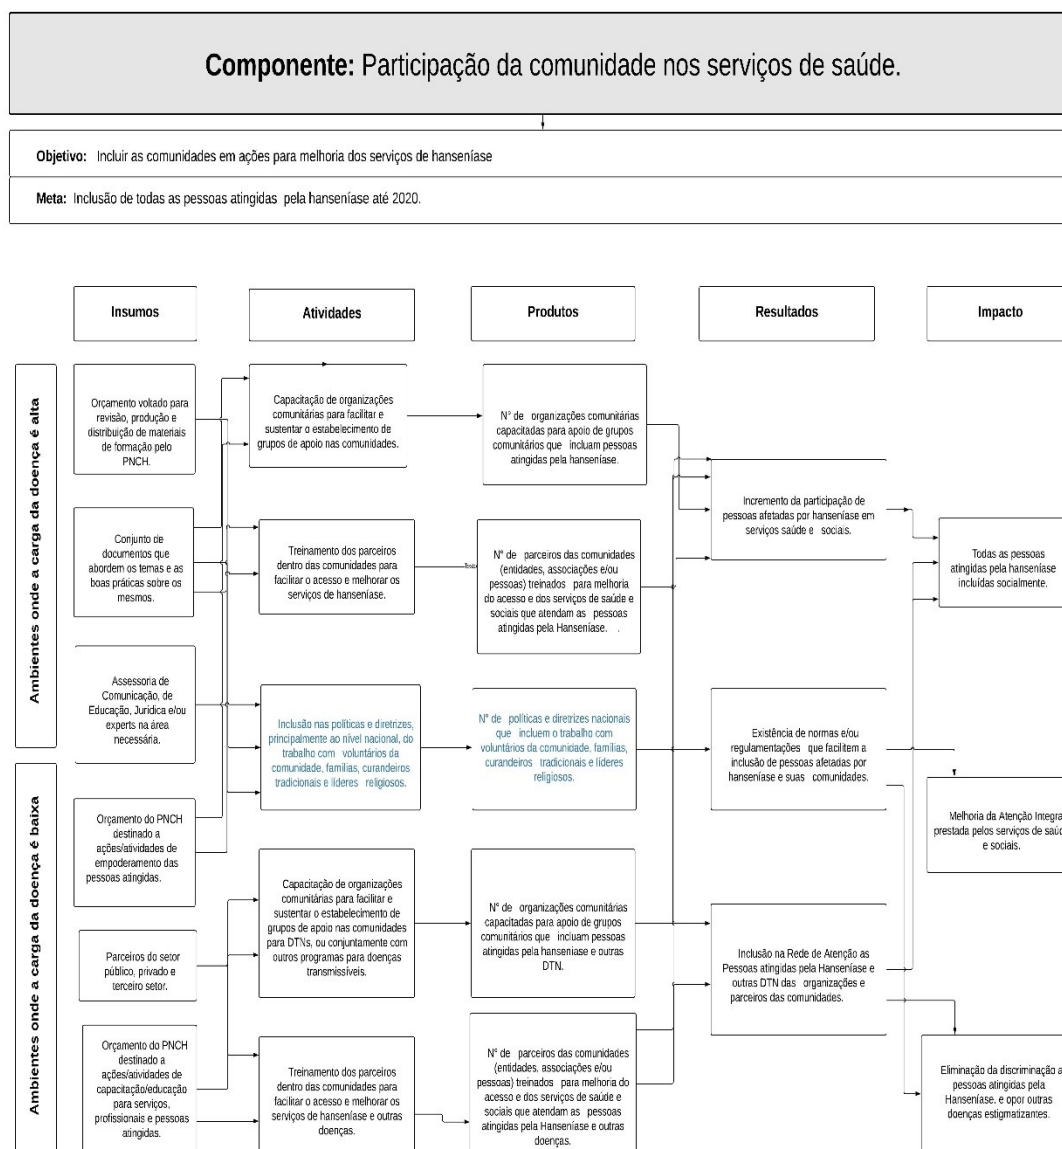 Componente: Participação da comunidade nos serviços de saúde.
Objetivo: Incluir as comunidades em ações para melhoria dos serviços de hanseníase
Meta: Inclusão de todas as pessoas atingidas pela hanseníase até 2020.
Insumos
Atividades
Produtos
Resultados
Impacto
Ambientes onde a carga da doença é alta
Ambientes onde a carga da doença é baixa
Orçamento voltado para
revisão, produção e
distribuição de materiais
de formação pelo
PNCH.
Conjunto de
documentos que
abordem os temas e as
boas práticas sobre os
mesmos.
Assessoria de
Comunicação, de
Educação, Jurídica e/ou
experts na área
necessária.
Orçamento do PNCH
destinado a
ações/atividades de
empoderamento das
pessoas atingidas.
Parceiros do setor
público, privado e
terceiro setor.
Orçamento do PNCH
destinado a
ações/atividades de
capacitação/educação
para serviços,
profissionais e pessoas
atingidas.
Capacitação de organizações
comunitárias para facilitar e
sustentar o estabelecimento de
grupos de apoio nas comunidades.
Treinamento dos parceiros
dentro das comunidades para
facilitar o acesso e melhorar os
serviços de hanseníase.
Inclusão nas políticas e diretrizes,
principalmente ao nível nacional, do
trabalho com voluntários da
comunidade, famílias, curandeiros
tradicionais e líderes religiosos.
Capacitação de organizações
comunitárias para facilitar e
sustentar o estabelecimento de
grupos de apoio nas comunidades
para DTNs, ou conjuntamente com
outros programas para doenças
transmissíveis.
Treinamento dos parceiros
dentro das comunidades para
facilitar o acesso e melhorar os
serviços de hanseníase e outras
doenças.
N° de organizações comunitárias
capacitadas para apoio de grupos
comunitários que incluam pessoas
atingidas pela hanseníase.
N° de parceiros das comunidades
(entidades, associações e/ou
pessoas) treinados para melhoria
do acesso e dos serviços de saúde e
sociais que atendam as pessoas
atingidas pela Hanseníase. .
N° de políticas e diretrizes nacionais
que incluem o trabalho com
voluntários da comunidade, famílias,
curandeiros tradicionais e líderes
religiosos.
N° de organizações comunitárias
capacitadas para apoio de grupos
comunitários que incluam pessoas
atingidas pela hanseníase e outras
DTN.
N° de parceiros das comunidades
(entidades, associações e/ou
pessoas) treinados para melhoria do
acesso e dos serviços de saúde e
sociais que atendam as pessoas
atingidas pela Hanseníase e outras
doenças.
Incremento da participação de
pessoas afetadas por hanseníase em
serviços saúde e sociais.
Existência de normas e/ou
regulamentações que facilitem a
inclusão de pessoas afetadas por
hanseníase e suas comunidades.
Inclusão na Rede de Atenção as
Pessoas atingidas pela Hanseníase e
outras DTN das organizações e
parceiros das comunidades.
Todas as pessoas
atingidas pela hanseníase
incluídas socialmente.
Melhoria da Atenção Integra
prestada pelos serviços de saúd
e sociais.
Eliminação da discriminação a
pessoas atingidas pela
Hanseníase. e opor outras
doenças estigmatizantes.